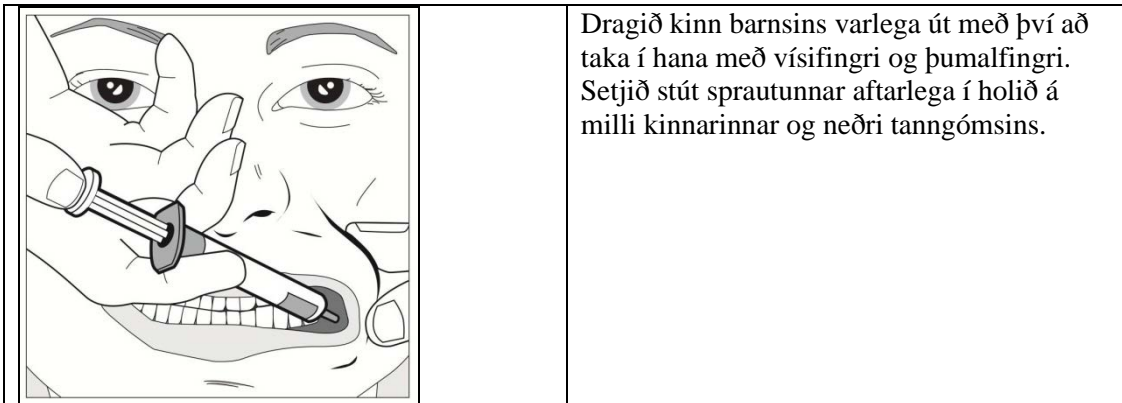 Dragið kinn barnsins varlega út með því að
taka í hana með vísifingri og þumalfingri.
Setjið stút sprautunnar aftarlega í holið á
milli kinnarinnar og neðri tanngómsins.